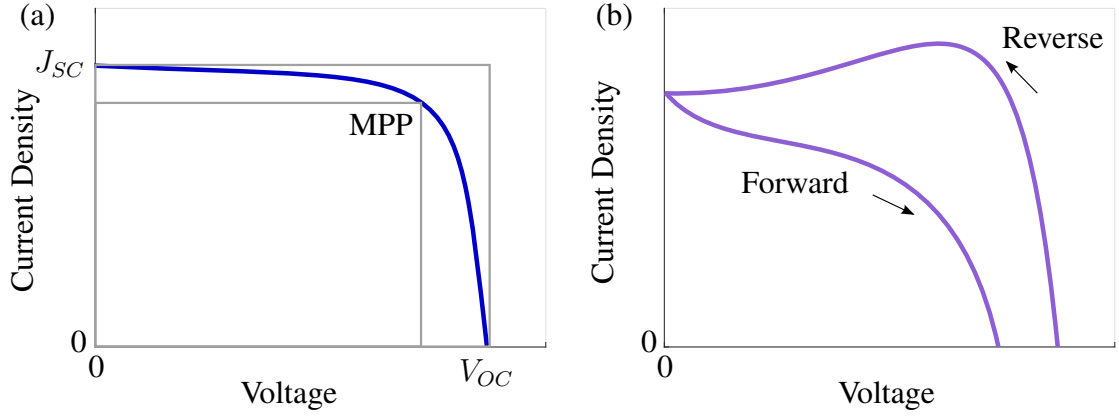 (a)
J_SC
Current Density
MPP
0
0
V_OC
Voltage
(b)
Reverse
Current Density
Forward
0
0
Voltage